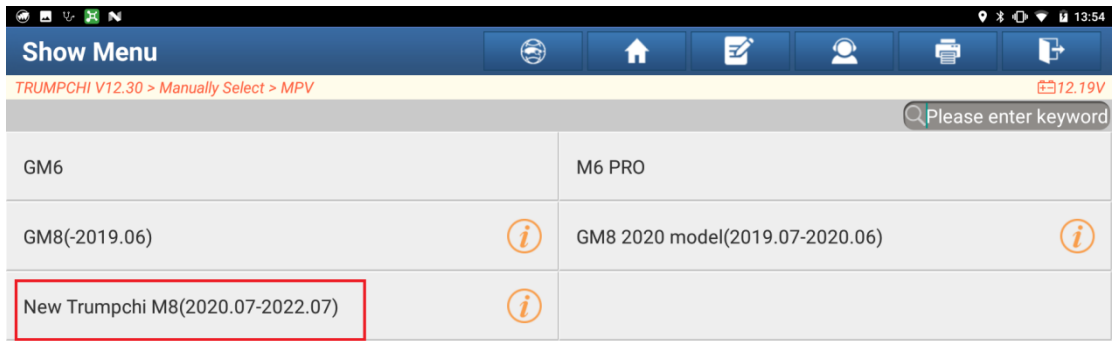 13:54
Show Menu
TRUMPCHI V12.30 > Manually Select > MPV
12.19V
Please enter keyword
GM6
M6 PRO
GM8(-2019.06)
GM8 2020 model(2019.07-2020.06)
New Trumpchi M8(2020.07-2022.07)